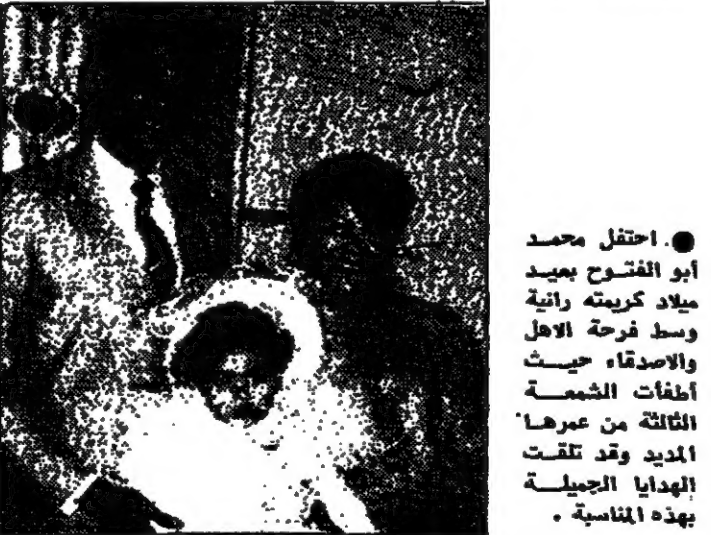 ● احتفل محمد
أبو الفتوح بعيد
ميلاد كريمته رانية
وسط فرحة الاهل
والاصدقاء حيث
أطفأت الشمعة
الثالثة من عمرها
المديد وقد تلقت
الهدايا الجميلة
بهذه المناسبة .